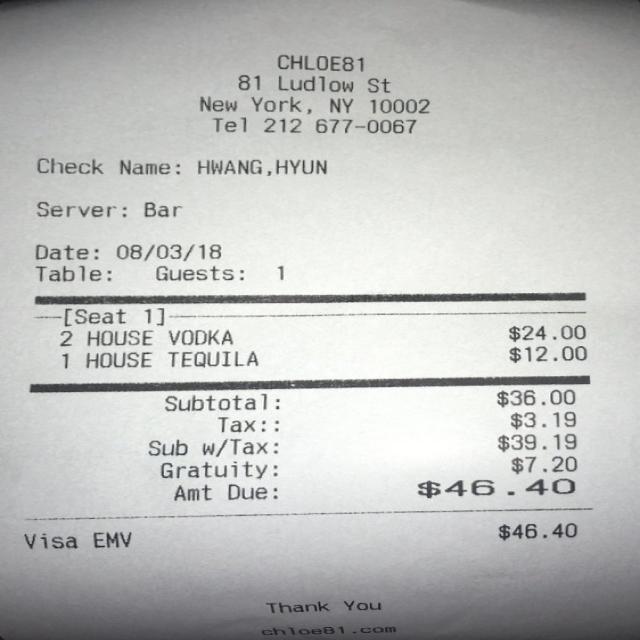 CHLOE81
81 Ludlow St
New York, NY 10002
Tel 212 677-0067
Check Name: HWANG,HYUN
Server: Bar
Date: 08/03/18
Table: Guests: 1
[Seat 1]
2 HOUSE VODKA $24.00
1 HOUSE TEQUILA $12.00
Subtotal: $36.00
Tax:: $3.19
Sub w/Tax: $39.19
Gratuity: $7.20
Amt Due: $46.40
Visa EMV $46.40
Thank You
chloe81.com